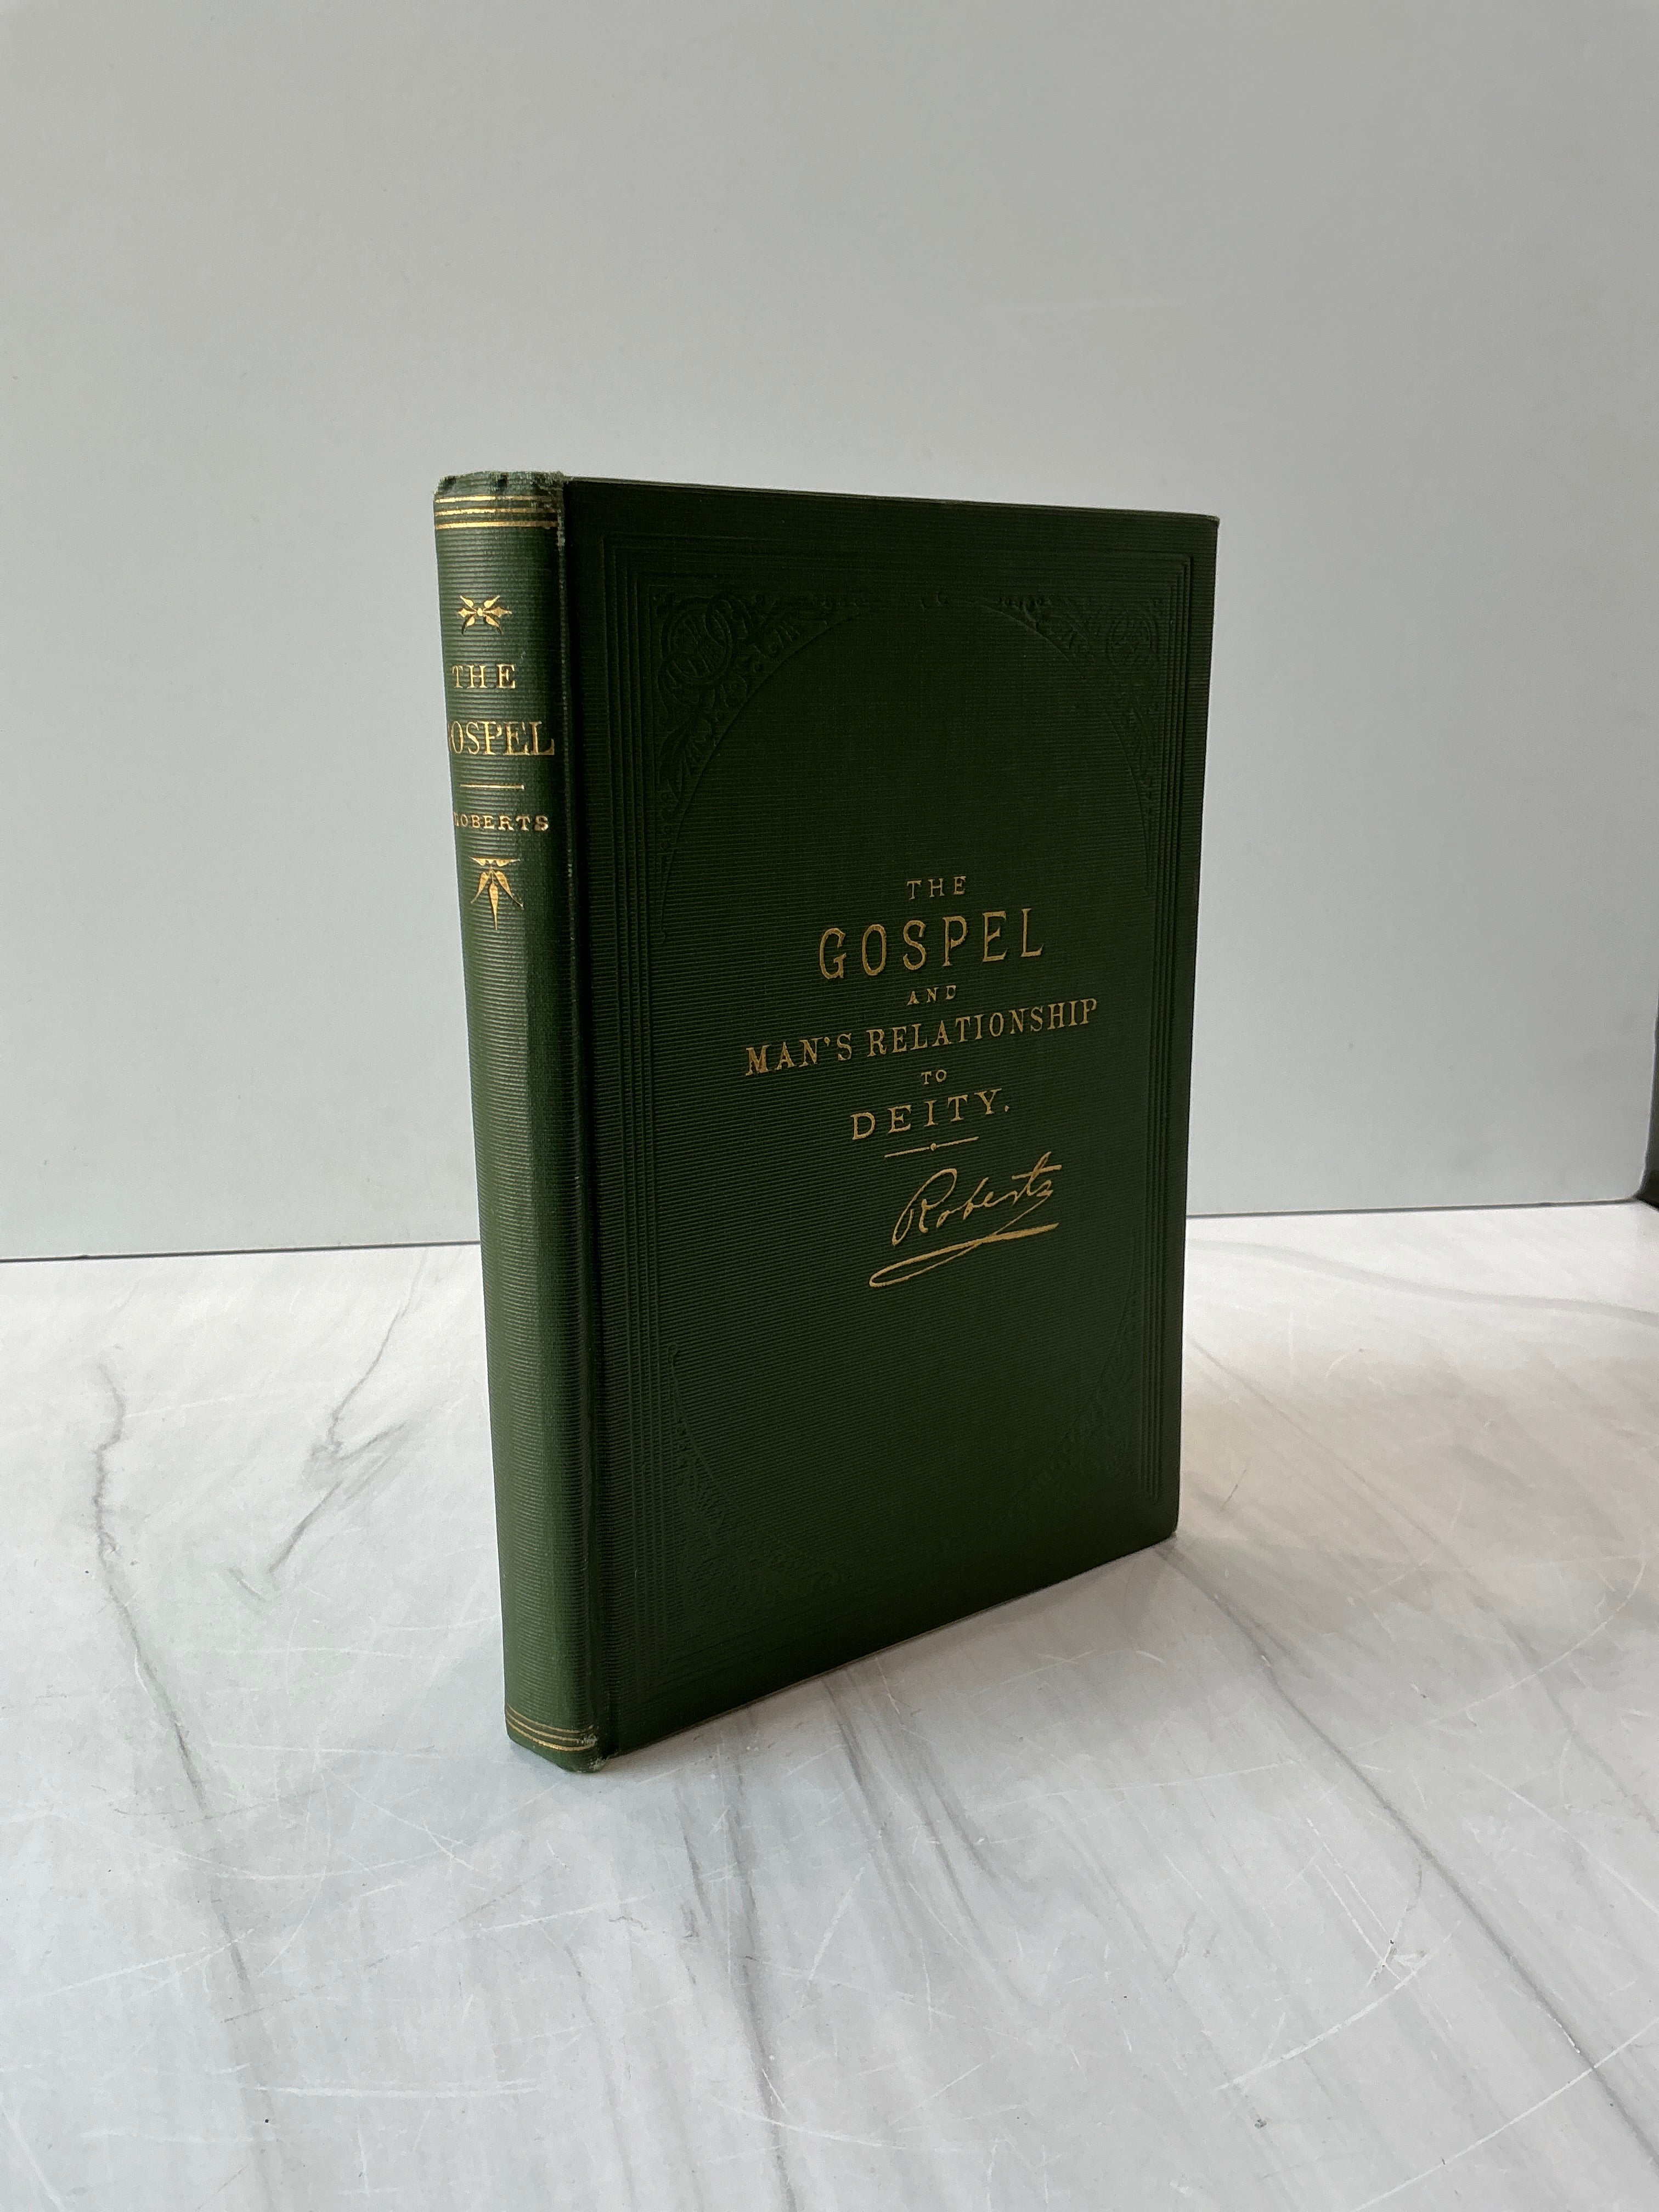 THE
GOSPEL
ROBERTS
THE
GOSPEL
AND
MAN'S RELATIONSHIP
TO
DEITY.
Roberts